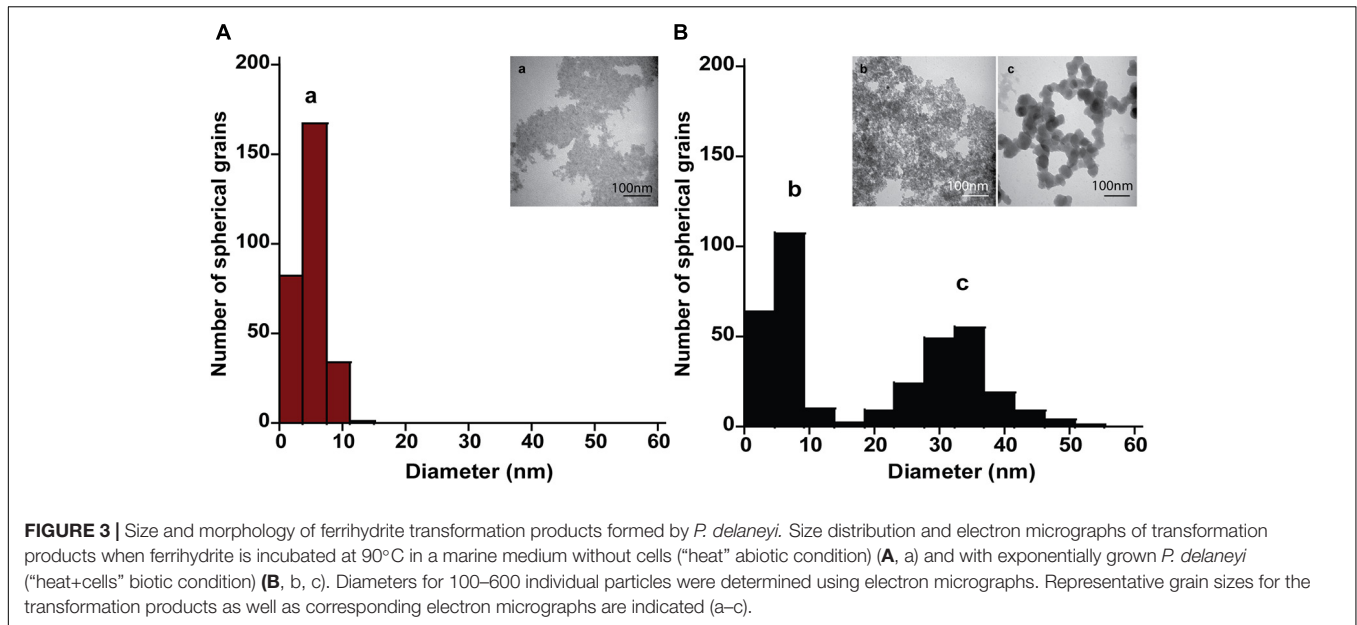 A
B
200
150
100
50
0
Number of spherical grains
a
a
100nm
0 10 20 30 40 50 60
Diameter (nm)
200
150
100
50
0
Number of spherical grains
b
c
b
100nm
c
100nm
0 10 20 30 40 50 60
Diameter (nm)
FIGURE 3 | Size and morphology of ferrihydrite transformation products formed by P. delaneyi. Size distribution and electron micrographs of transformation
products when ferrihydrite is incubated at 90°C in a marine medium without cells (“heat” abiotic condition) (A, a) and with exponentially grown P. delaneyi
(“heat+cells” biotic condition) (B, b, c). Diameters for 100–600 individual particles were determined using electron micrographs. Representative grain sizes for the
transformation products as well as corresponding electron micrographs are indicated (a–c).